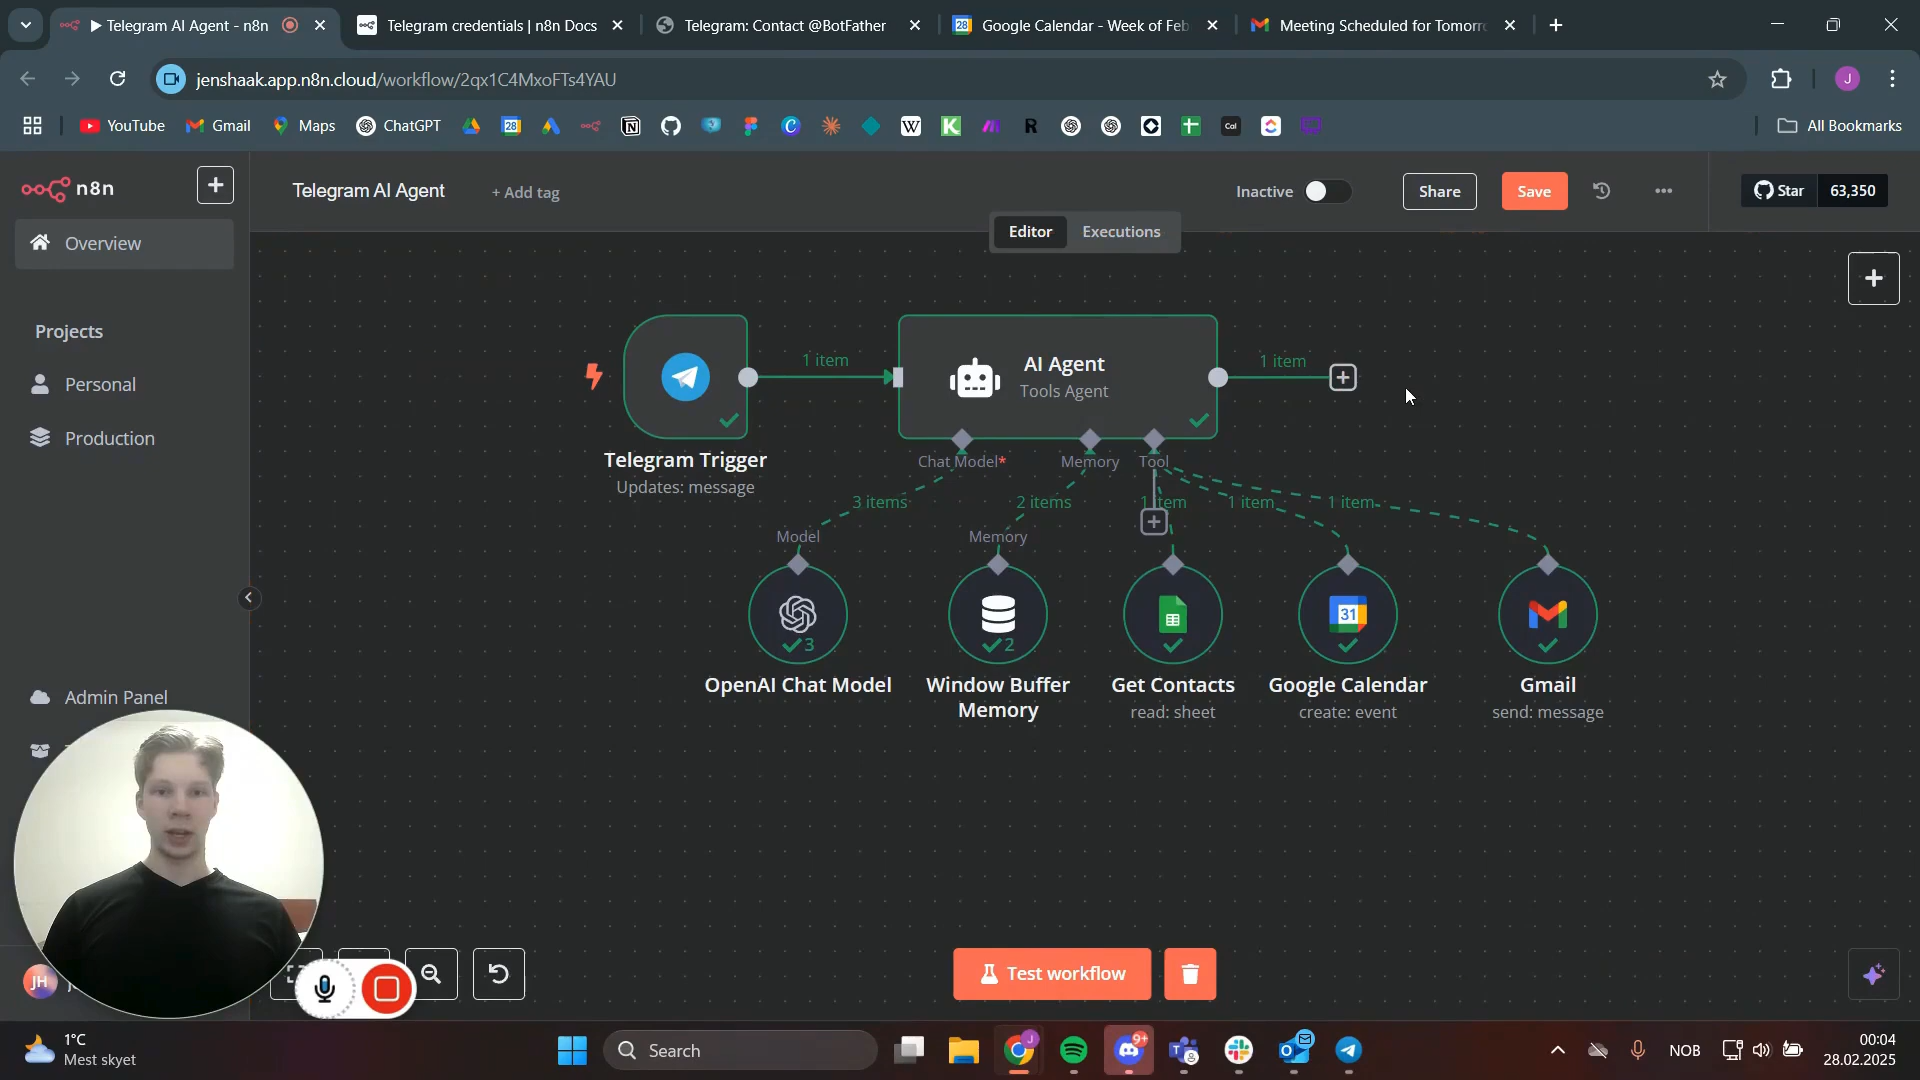 Telegram AI Agent - n8n
Telegram credentials | n8n Docs
Telegram: Contact @BotFather
Google Calendar - Week of Feb
Meeting Scheduled for Tomorr
jenshaak.app.n8n.cloud/workflow/2qx1C4MxoFTs4YAU
J
YouTube
Gmail
Maps
ChatGPT
All Bookmarks
n8n
Telegram AI Agent
+ Add tag
Inactive
Share
Save
Star
63,350
Editor
Executions
Overview
Projects
Personal
Production
Admin Panel
1 item
AI Agent
Tools Agent
1 item
Telegram Trigger
Updates: message
Chat Model*
Memory
Tool
3 items
2 items
1 item
1 item
1 item
Model
Memory
31
3
2
OpenAI Chat Model
Window Buffer
Memory
Get Contacts
read: sheet
Google Calendar
create: event
Gmail
send: message
JH
Test workflow
1°C
Mest skyet
Search
9+
NOB
00:04
28.02.2025